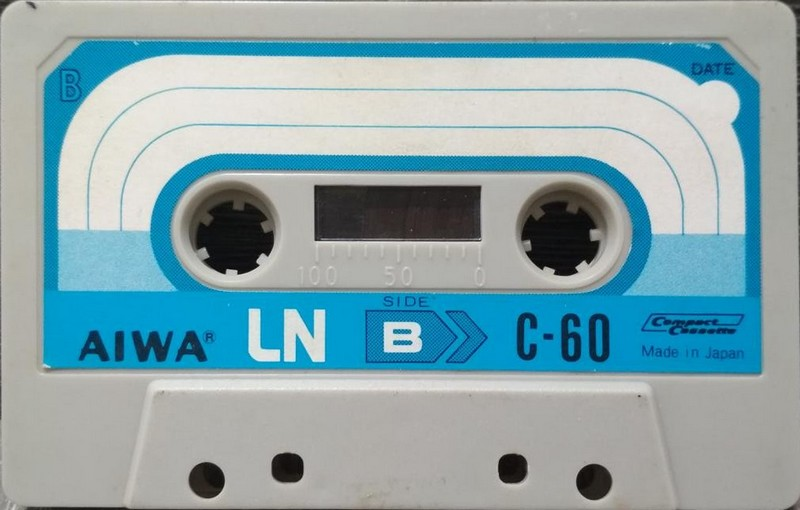 B
DATE
100 50 0
SIDE
AIWA® LN B C-60
Compact Cassette
Made in Japan